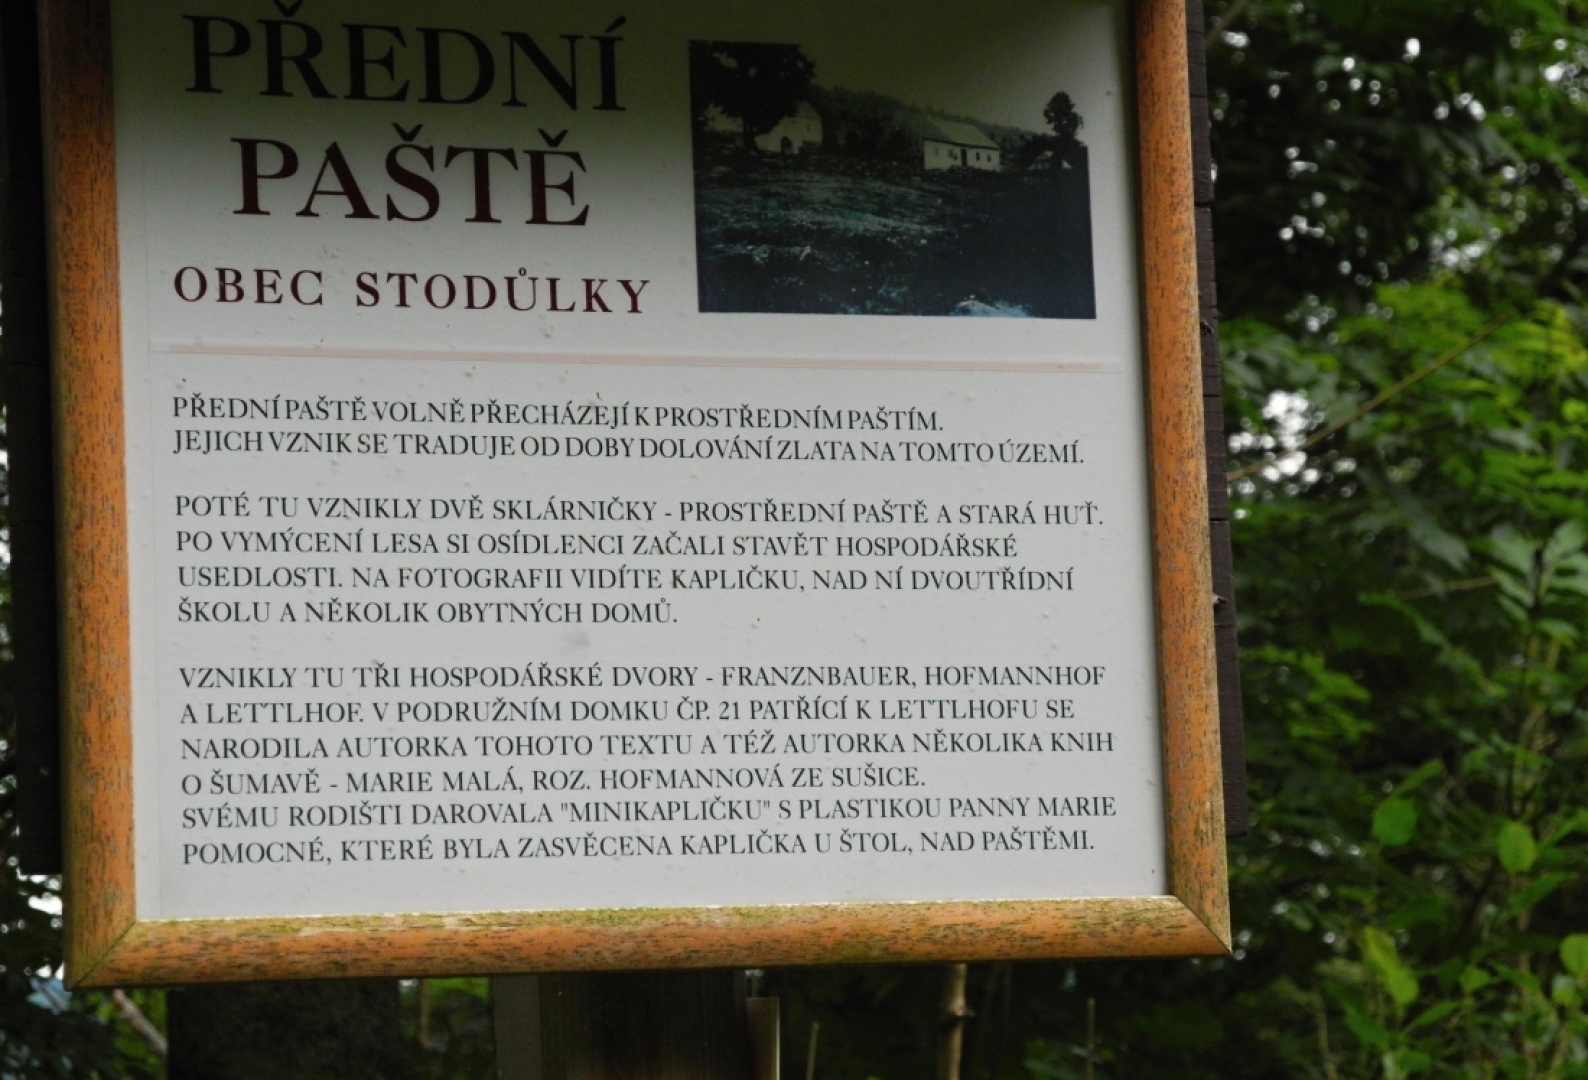 PŘEDNÍ
PAŠTĚ
OBEC STODŮLKY
PŘEDNÍ PAŠTĚ VOLNĚ PŘECHÁZEJÍ K PROSTŘEDNÍM PAŠTÍM.
JEJICH VZNIK SE TRADUJE OD DOBY DOLOVÁNÍ ZLATA NA TOMTO ÚZEMÍ.
POTÉ TU VZNIKLY DVĚ SKLÁRNIČKY - PROSTŘEDNÍ PAŠTĚ A STARÁ HUŤ.
PO VYMÝCENÍ LESA SI OSÍDLENCI ZAČALI STAVĚT HOSPODÁŘSKÉ
USEDLOSTI. NA FOTOGRAFII VIDÍTE KAPLIČKU, NAD NÍ DVOUTŘÍDNÍ
ŠKOLU A NĚKOLIK OBYTNÝCH DOMŮ.
VZNIKLY TU TŘI HOSPODÁŘSKÉ DVORY - FRANZNBAUER, HOFMANNHOF
A LETTLHOF. V PODRUŽNÍM DOMKU ČP. 21 PATŘÍCÍ K LETTLHOFU SE
NARODILA AUTORKA TOHOTO TEXTU A TÉŽ AUTORKA NĚKOLIKA KNIH
O ŠUMAVĚ - MARIE MALÁ, ROZ. HOFMANNOVÁ ZE SUŠICE.
SVÉMU RODIŠTI DAROVALA "MINIKAPLIČKU" S PLASTIKOU PANNY MARIE
POMOCNÉ, KTERÉ BYLA ZASVĚCENA KAPLIČKA U ŠTOL, NAD PAŠTĚMI.